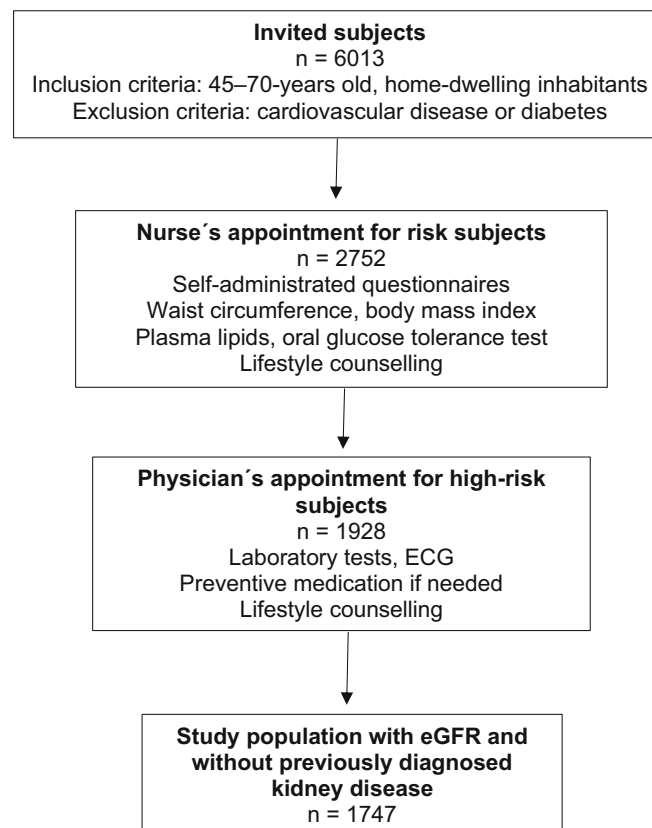 Invited subjects
n = 6013
Inclusion criteria: 45–70-years old, home-dwelling inhabitants
Exclusion criteria: cardiovascular disease or diabetes
Nurse´s appointment for risk subjects
n = 2752
Self-administrated questionnaires
Waist circumference, body mass index
Plasma lipids, oral glucose tolerance test
Lifestyle counselling
Physician´s appointment for high-risk
subjects
n = 1928
Laboratory tests, ECG
Preventive medication if needed
Lifestyle counselling
Study population with eGFR and
without previously diagnosed
kidney disease
n = 1747